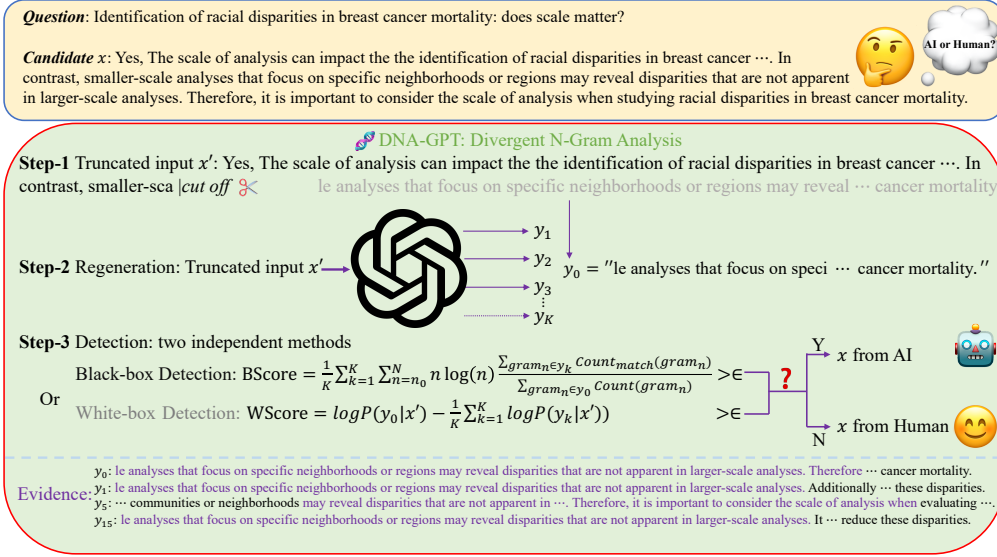 Question: Identification of racial disparities in breast cancer mortality: does scale matter?
Candidate x: Yes, The scale of analysis can impact the the identification of racial disparities in breast cancer ⋯. In
contrast, smaller-scale analyses that focus on specific neighborhoods or regions may reveal disparities that are not apparent
in larger-scale analyses. Therefore, it is important to consider the scale of analysis when studying racial disparities in breast cancer mortality.
AI or Human?
DNA-GPT: Divergent N-Gram Analysis
Step-1 Truncated input x′: Yes, The scale of analysis can impact the the identification of racial disparities in breast cancer ⋯. In
contrast, smaller-sca |cut off le analyses that focus on specific neighborhoods or regions may reveal ⋯ cancer mortality
Step-2 Regeneration: Truncated input x′
y₁
y₂
y₃
⋮
y_K
y₀ = "le analyses that focus on speci ⋯ cancer mortality."
Step-3 Detection: two independent methods
Black-box Detection: BScore = \frac{1}{K} ∑_{k=1}^{K} ∑_{n=n₀}^{N} n log(n) \frac{∑_{gram_n∈y_k} Count_{match}(gram_n)}{∑_{gram_n∈y₀} Count(gram_n)} >∈
Or
White-box Detection: WScore = logP(y₀|x′) − \frac{1}{K} ∑_{k=1}^{K} logP(y_k|x′)) >∈
?
Y
x from AI
N
x from Human
Evidence:
y₀: le analyses that focus on specific neighborhoods or regions may reveal disparities that are not apparent in larger-scale analyses. Therefore ⋯ cancer mortality.
y₁: le analyses that focus on specific neighborhoods or regions may reveal disparities that are not apparent in larger-scale analyses. Additionally ⋯ these disparities.
y₅: ⋯ communities or neighborhoods may reveal disparities that are not apparent in ⋯. Therefore, it is important to consider the scale of analysis when evaluating ⋯.
y₁₅: le analyses that focus on specific neighborhoods or regions may reveal disparities that are not apparent in larger-scale analyses. It ⋯ reduce these disparities.